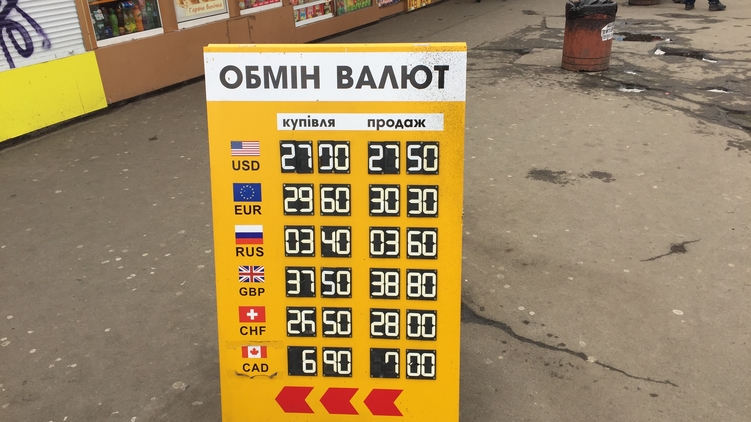 ОБМІН ВАЛЮТ
купівля продаж
USD 27 00 27 50
EUR 29 60 30 30
RUS 03 40 03 60
GBP 37 50 38 80
CHF 26 50 28 00
CAD 6 90 7 00